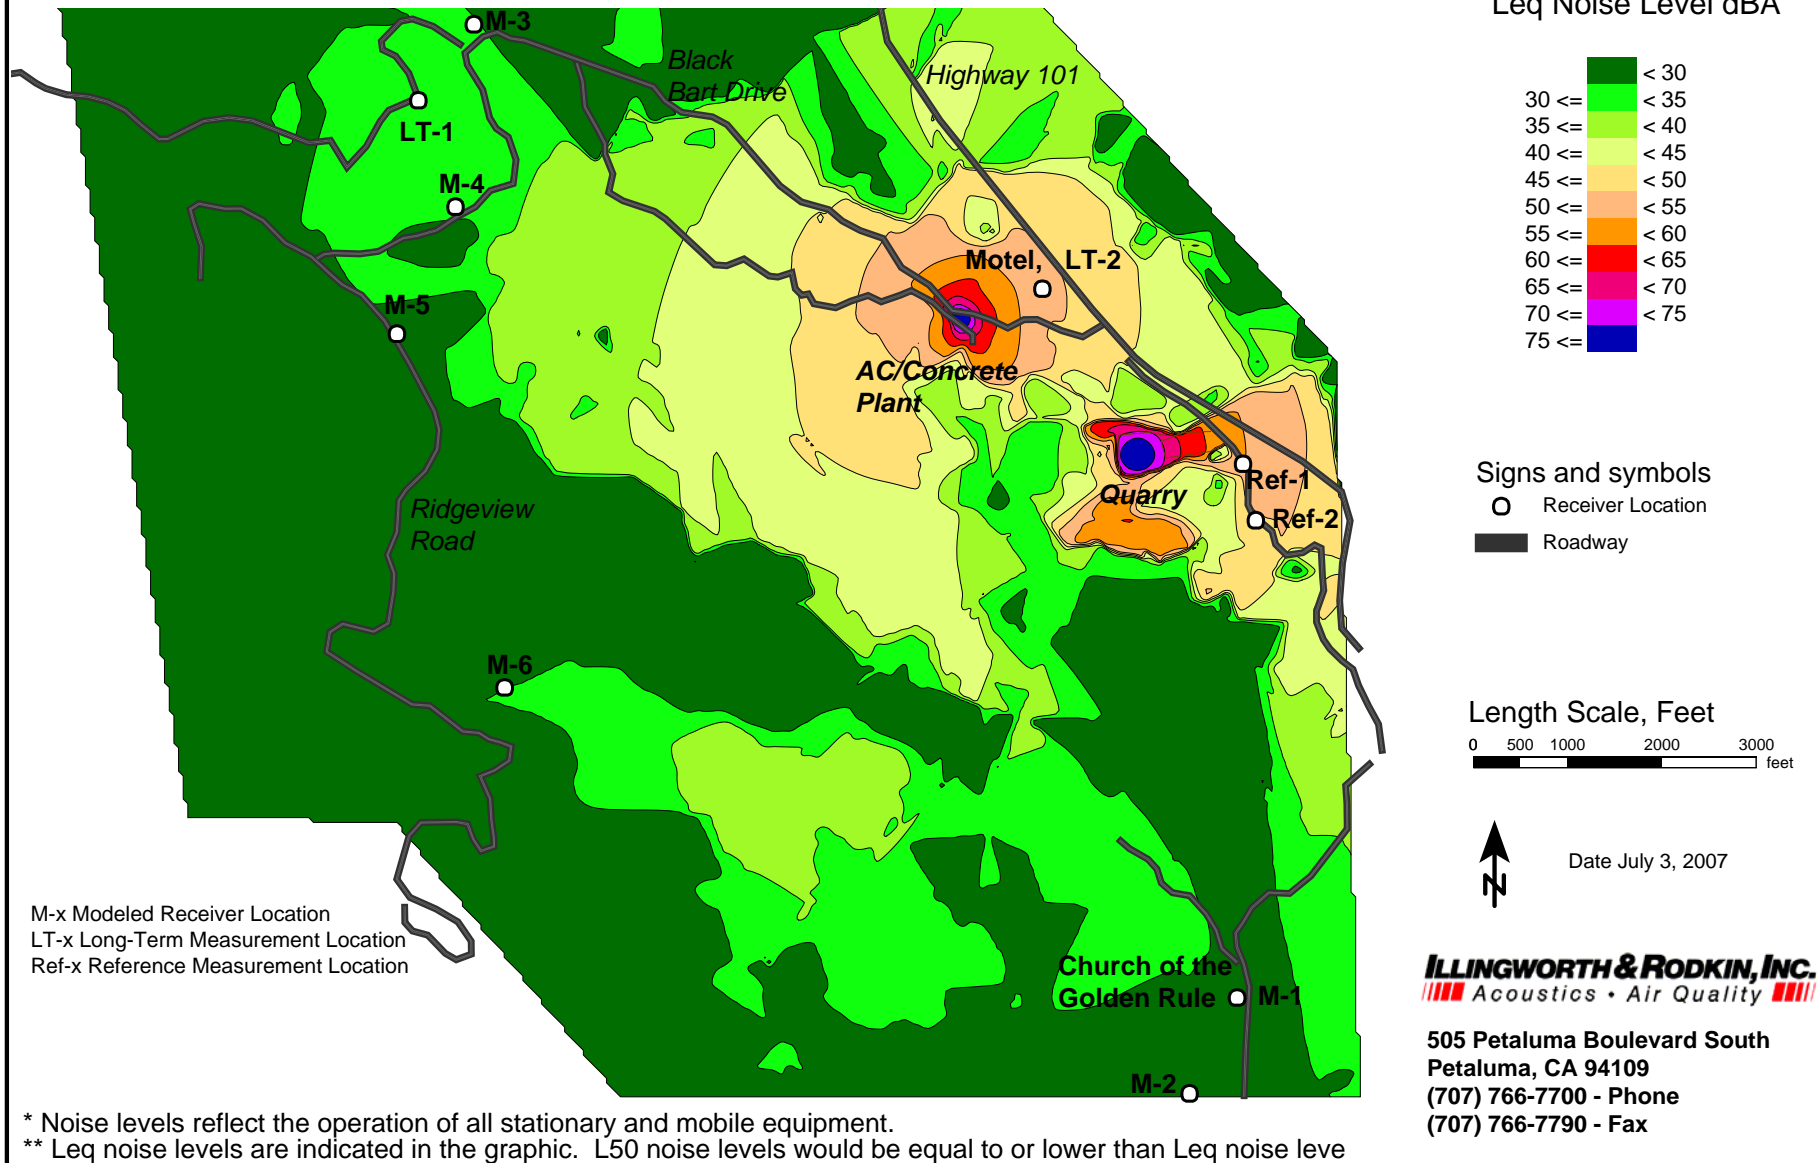 Leq Noise Level dBA
M-3
Black
Bart Drive
Highway 101
LT-1
M-4
M-5
Motel, LT-2
AC/Concrete
Plant
Quarry
Ref-1
Ref-2
Ridgeview
Road
M-6
Church of the
Golden Rule
M-1
M-2
< 30
30 <= < 35
35 <= < 40
40 <= < 45
45 <= < 50
50 <= < 55
55 <= < 60
60 <= < 65
65 <= < 70
70 <= < 75
75 <=
Signs and symbols
Receiver Location
Roadway
Length Scale, Feet
0 500 1000 2000 3000
feet
N
Date July 3, 2007
M-x Modeled Receiver Location
LT-x Long-Term Measurement Location
Ref-x Reference Measurement Location
ILLINGWORTH & RODKIN, INC.
Acoustics • Air Quality
505 Petaluma Boulevard South
Petaluma, CA 94109
(707) 766-7700 - Phone
(707) 766-7790 - Fax
* Noise levels reflect the operation of all stationary and mobile equipment.
** Leq noise levels are indicated in the graphic. L50 noise levels would be equal to or lower than Leq noise leve